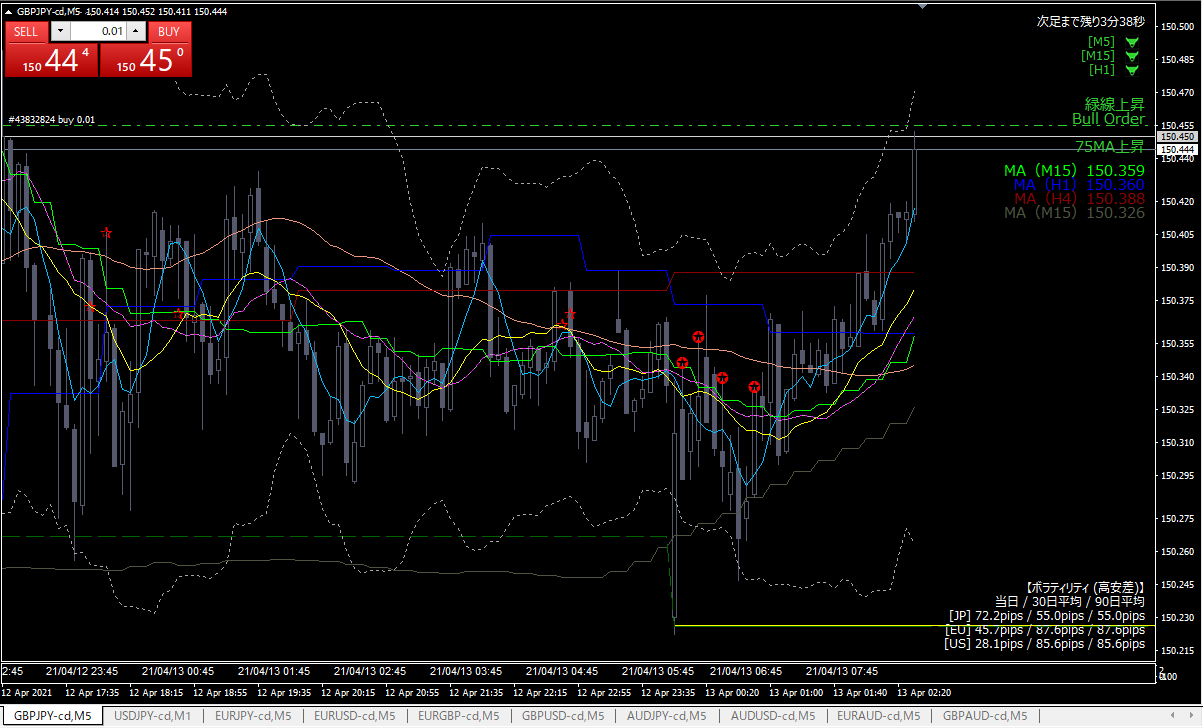 GBPJPY-cd,M5 150.414 150.452 150.411 150.444
SELL 0.01 BUY
150 44 4 150 45 0
次足まで残り3分38秒
[M5]
[M15]
[H1]
緑線上昇
Bull Order
#43832824 buy 0.01
75MA上昇
MA (M15) 150.359
MA (H1) 150.360
MA (H4) 150.388
MA (M15) 150.326
150.500
150.485
150.470
150.455
150.450
150.444
150.440
150.420
150.405
150.390
150.375
150.355
150.340
150.325
150.310
150.295
150.275
150.260
150.245
150.230
150.215
【ボラティリティ (高安差)】
当日 / 30日平均 / 90日平均
[JP] 72.2pips / 55.0pips / 55.0pips
[EU] 45.7pips / 87.6pips / 87.6pips
[US] 28.1pips / 85.6pips / 85.6pips
2:45 21/04/12 23:45 21/04/13 00:45 21/04/13 01:45 21/04/13 02:45 21/04/13 03:45 21/04/13 04:45 21/04/13 05:45 21/04/13 06:45 21/04/13 07:45
12 Apr 2021 12 Apr 17:35 12 Apr 18:15 12 Apr 18:55 12 Apr 19:35 12 Apr 20:15 12 Apr 20:55 12 Apr 21:35 12 Apr 22:15 12 Apr 22:55 12 Apr 23:35 13 Apr 00:20 13 Apr 01:00 13 Apr 01:40 13 Apr 02:20
GBPJPY-cd,M5 USDJPY-cd,M1 EURJPY-cd,M5 EURUSD-cd,M5 EURGBP-cd,M5 GBPUSD-cd,M5 AUDJPY-cd,M5 AUDUSD-cd,M5 EURAUD-cd,M5 GBPAUD-cd,M5